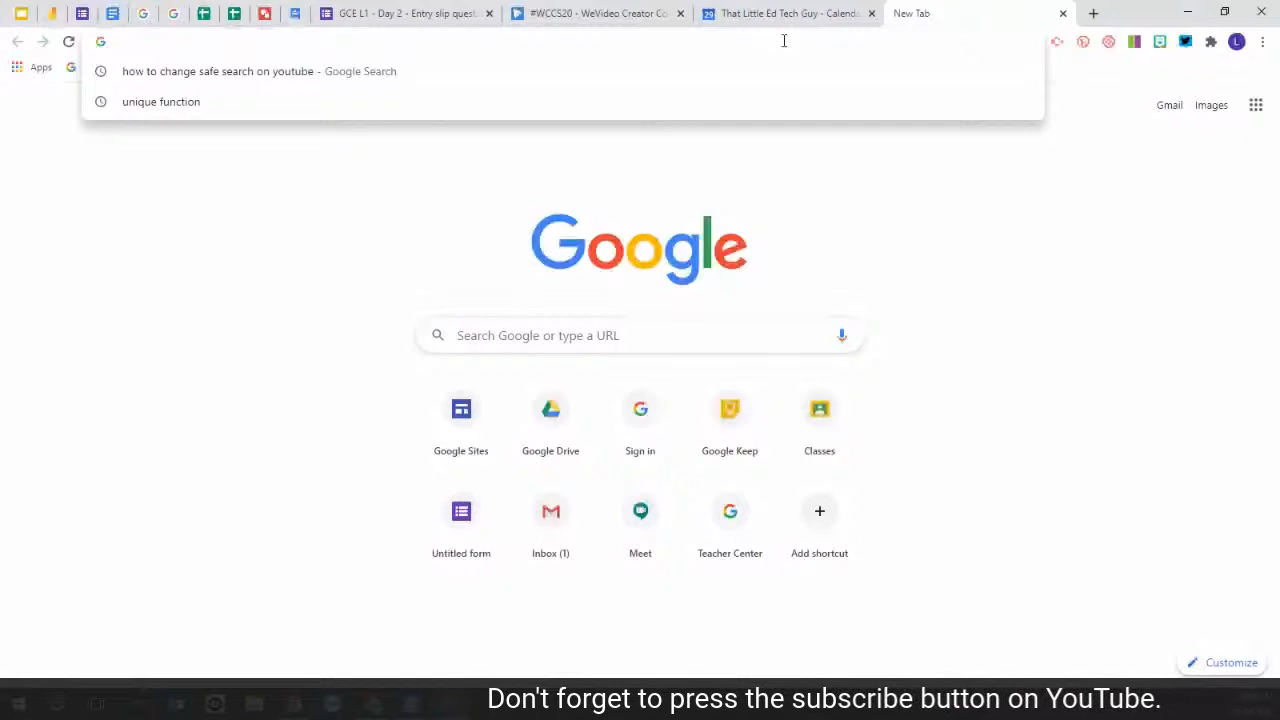 GCE L1 - Day 2 - Entry slip quest
#WCCS20 - WeVideo Creator Co
29
That Little Ed Tech Guy - Calend
New Tab
Apps
how to change safe search on youtube - Google Search
unique function
L
Gmail
Images
Google
Search Google or type a URL
Google Sites
Google Drive
Sign in
Google Keep
Classes
Untitled form
Inbox (1)
Meet
Teacher Center
Add shortcut
Customize
Don't forget to press the subscribe button on YouTube.